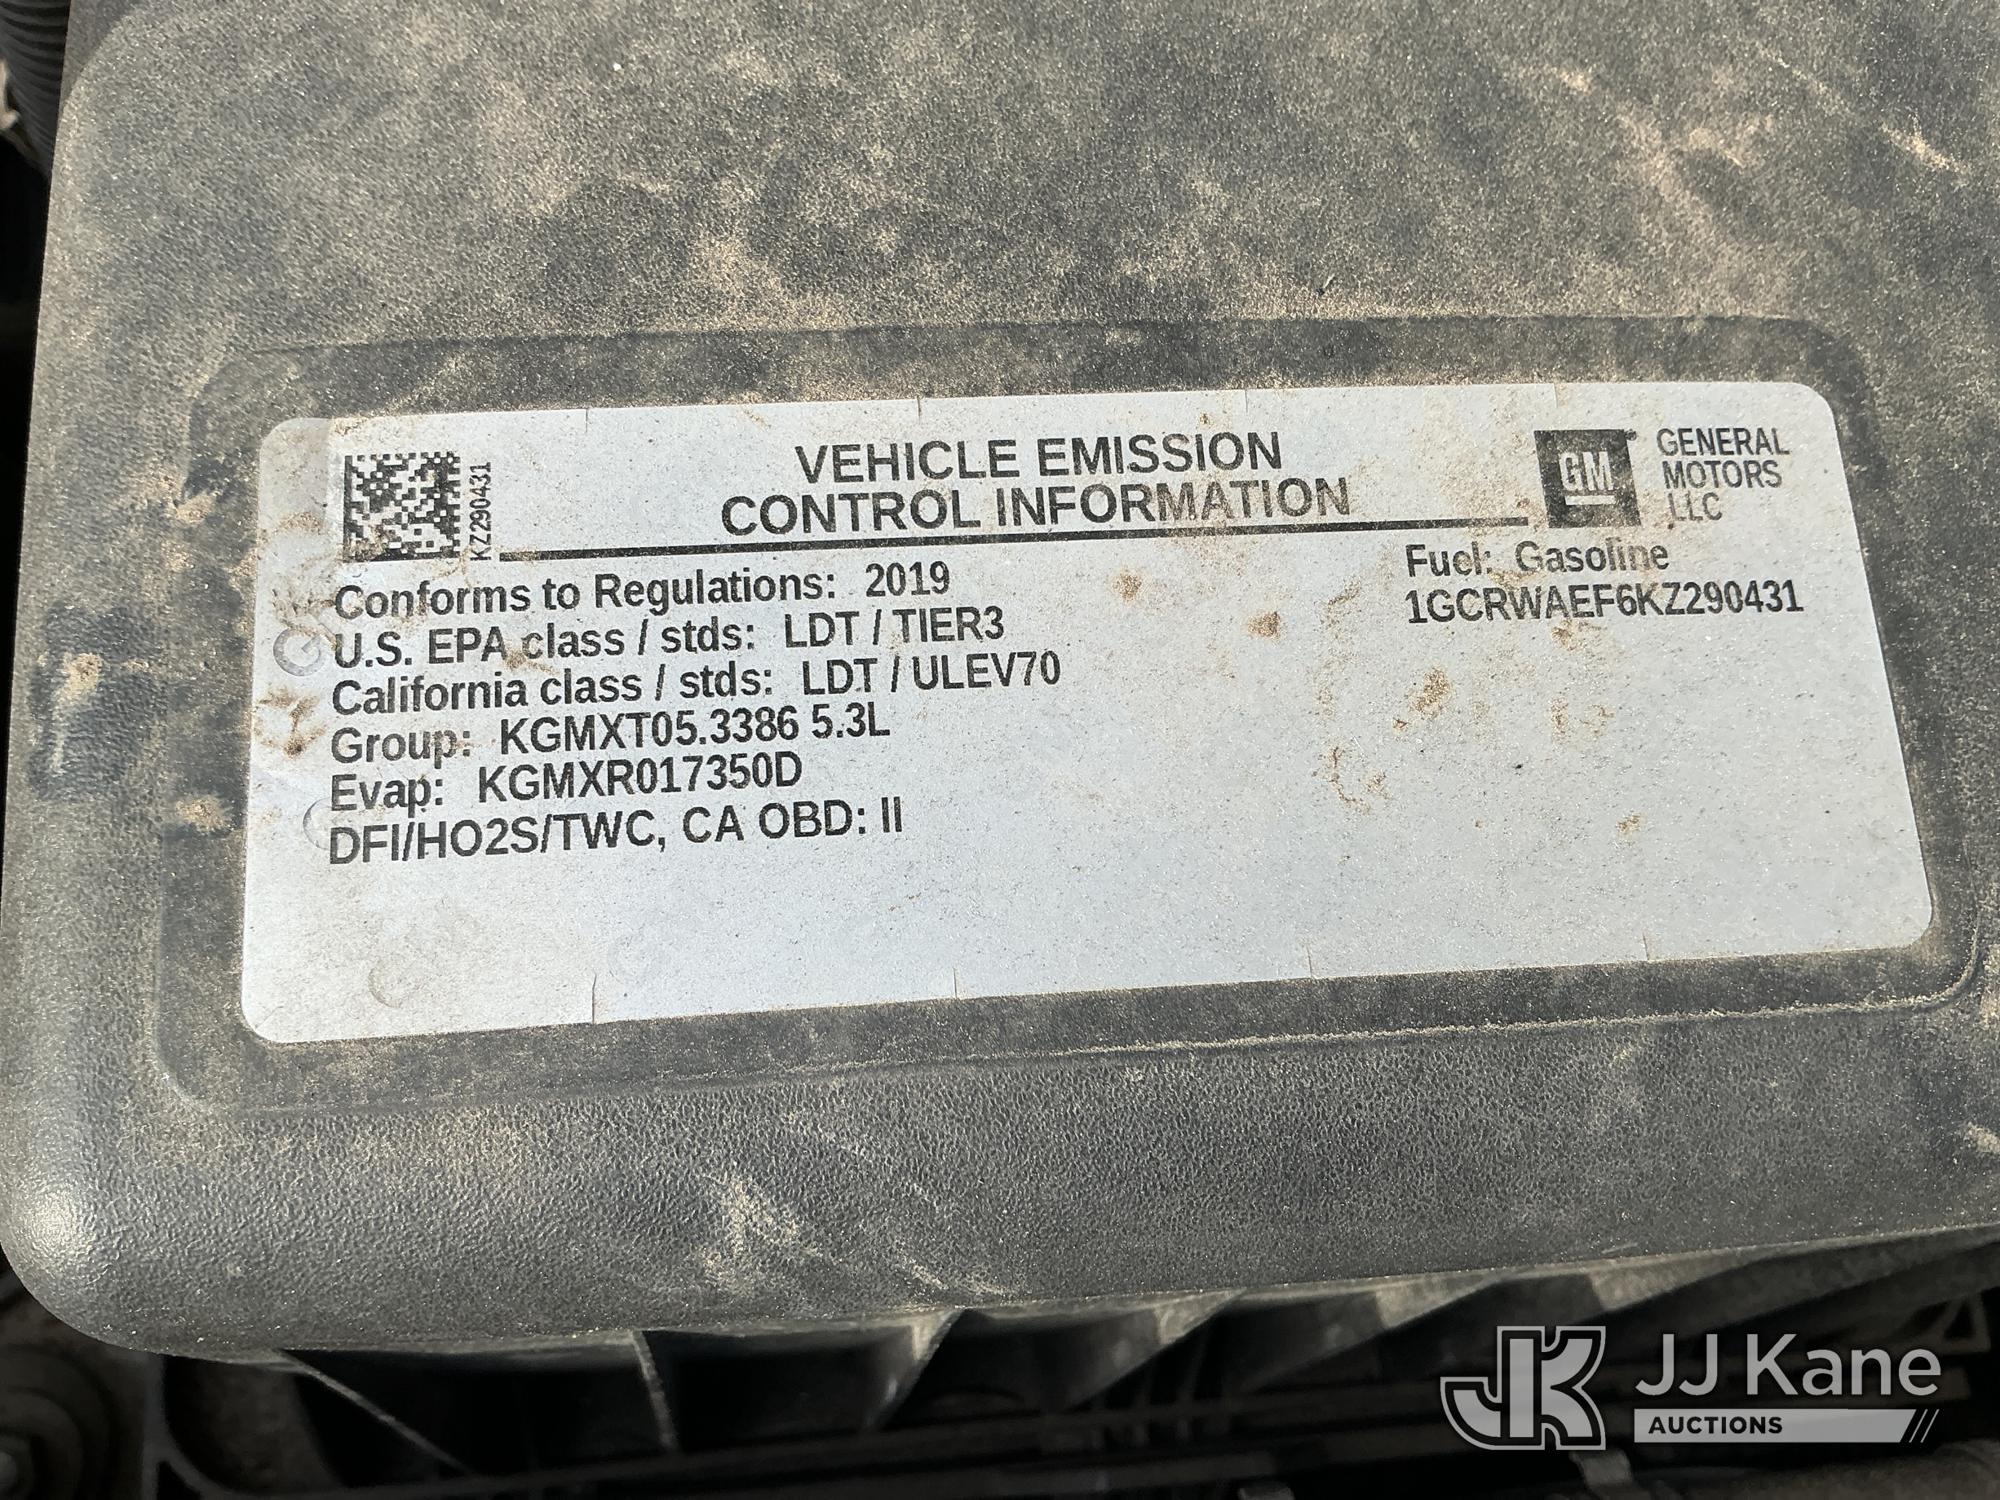 KZ290431
VEHICLE EMISSION
CONTROL INFORMATION
GM
GENERAL
MOTORS
LLC
Conforms to Regulations: 2019
U.S. EPA class / stds: LDT / TIER3
California class / stds: LDT / ULEV70
Group: KGMXT05.3386 5.3L
Evap: KGMXR017350D
DFI/HO2S/TWC, CA OBD: II
Fuel: Gasoline
1GCRWAEF6KZ290431
JK
JJ Kane
AUCTIONS